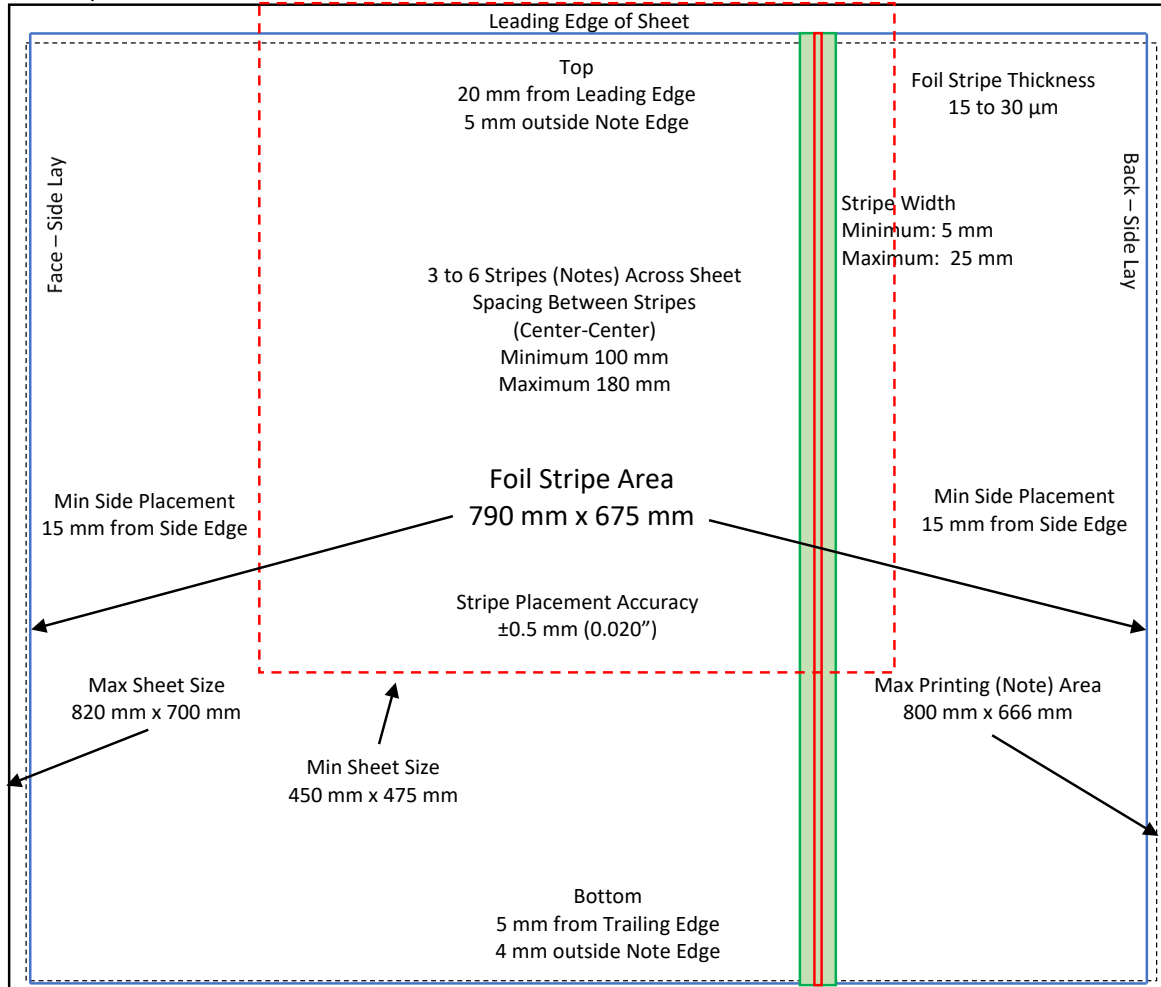 Leading Edge of Sheet
Top
20 mm from Leading Edge
5 mm outside Note Edge
Foil Stripe Thickness
15 to 30 µm
Face – Side Lay
Back – Side Lay
Stripe Width
Minimum: 5 mm
Maximum: 25 mm
3 to 6 Stripes (Notes) Across Sheet
Spacing Between Stripes
(Center-Center)
Minimum 100 mm
Maximum 180 mm
Foil Stripe Area
790 mm x 675 mm
Min Side Placement
15 mm from Side Edge
Min Side Placement
15 mm from Side Edge
Stripe Placement Accuracy
±0.5 mm (0.020”)
Max Sheet Size
820 mm x 700 mm
Max Printing (Note) Area
800 mm x 666 mm
Min Sheet Size
450 mm x 475 mm
Bottom
5 mm from Trailing Edge
4 mm outside Note Edge